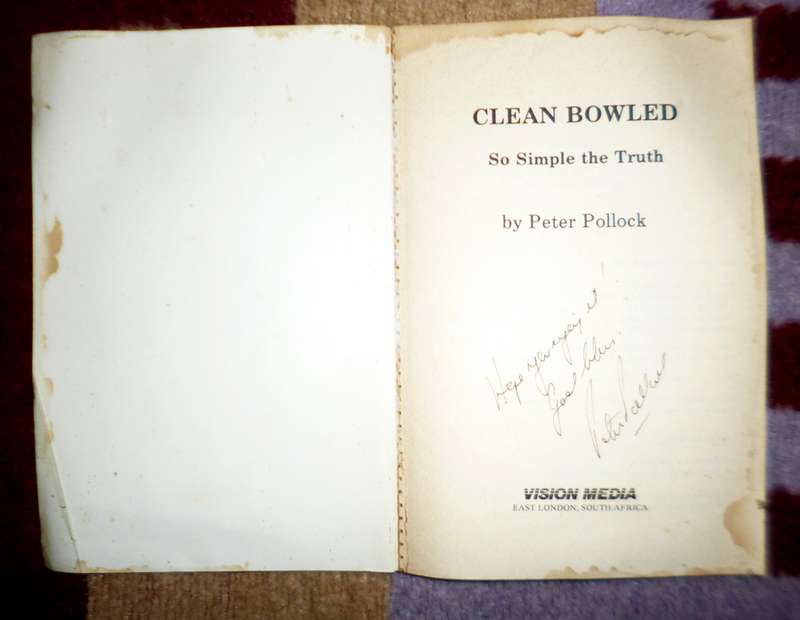 CLEAN BOWLED
So Simple the Truth
by Peter Pollock
Hope you enjoy it!
God bless.
Peter Pollock
VISION MEDIA
EAST LONDON, SOUTH AFRICA